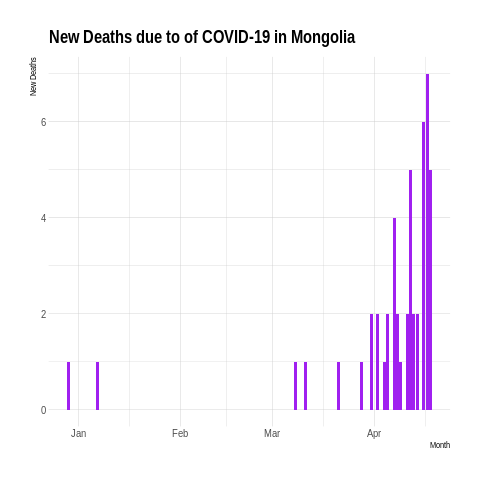 New Deaths due to of COVID-19 in Mongolia
New Deaths
6
4
2
0
Jan Feb Mar Apr
Month